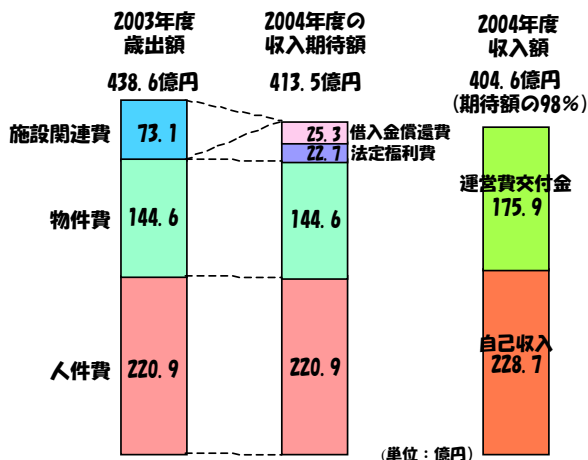 2003年度
歳出額
438.6億円
2004年度の
収入期待額
413.5億円
2004年度
収入額
404.6億円
(期待額の98%)
施設関連費
73.1
25.3
借入金償還費
22.7
法定福利費
物件費
144.6
144.6
運営費交付金
175.9
人件費
220.9
220.9
自己収入
228.7
(単位:億円)